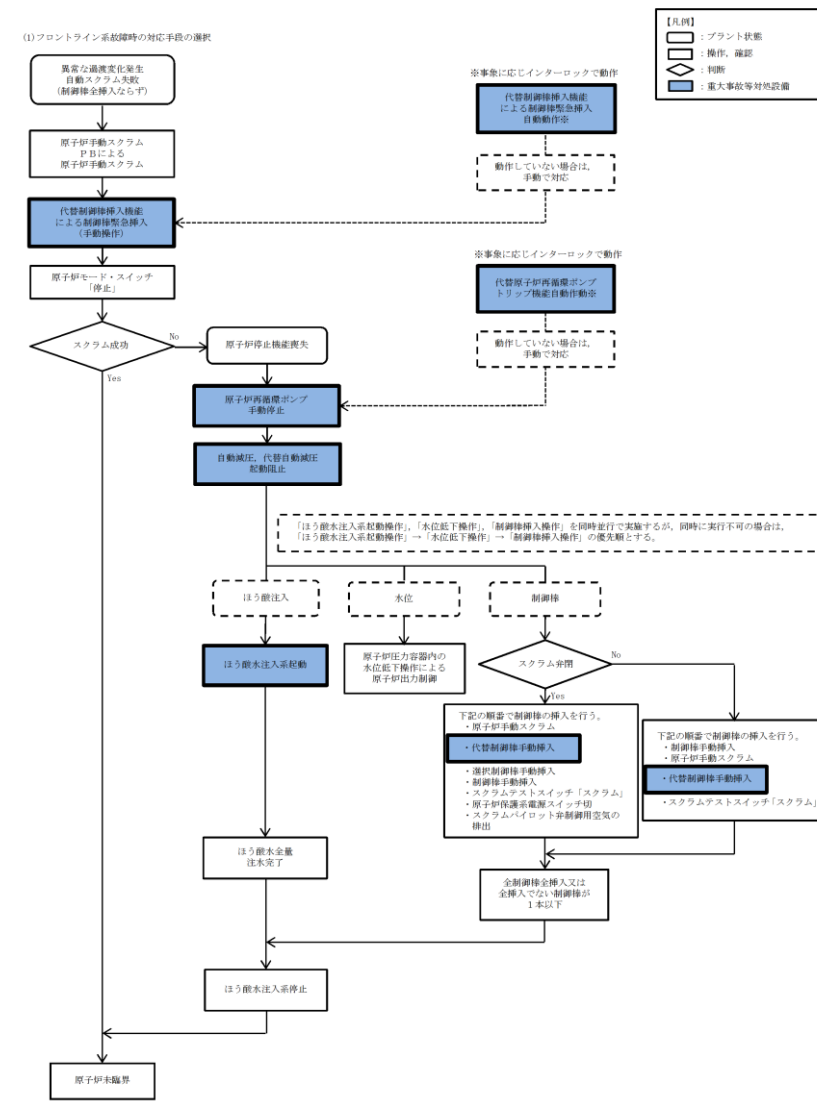 (1)フロントライン系故障時の対応手段の選択
【凡例】
：プラント状態
：操作，確認
：判断
：重大事故等対処設備
異常な過渡変化発生
自動スクラム失敗
(制御棒全挿入ならず)
※事象に応じインターロックで動作
代替制御棒挿入機能
による制御棒緊急挿入
自動動作※
原子炉手動スクラム
ＰＢによる
原子炉手動スクラム
動作していない場合は，
手動で対応
代替制御棒挿入機能
による制御棒緊急挿入
(手動操作)
原子炉モード・スイッチ
「停止」
※事象に応じインターロックで動作
代替原子炉再循環ポンプ
トリップ機能自動作動※
スクラム成功
No
Yes
原子炉停止機能喪失
動作していない場合は，
手動で対応
原子炉再循環ポンプ
手動停止
自動減圧，代替自動減圧
起動阻止
「ほう酸水注入系起動操作」，「水位低下操作」，「制御棒挿入操作」を同時並行で実施するが，同時に実行不可の場合は，
「ほう酸水注入系起動操作」→「水位低下操作」→「制御棒挿入操作」の優先順とする。
ほう酸注入
水位
制御棒
ほう酸水注入系起動
原子炉圧力容器内の
水位低下操作による
原子炉出力制御
スクラム弁閉
No
Yes
下記の順番で制御棒の挿入を行う。
・原子炉手動スクラム
・代替制御棒手動挿入
・選択制御棒手動挿入
・制御棒手動挿入
・スクラムテストスイッチ「スクラム」
・原子炉保護系電源スイッチ切
・スクラムパイロット弁制御用空気の
排出
下記の順番で制御棒の挿入を行う。
・制御棒手動挿入
・原子炉手動スクラム
・代替制御棒手動挿入
・スクラムテストスイッチ「スクラム」
ほう酸水全量
注水完了
全制御棒全挿入又は
全挿入でない制御棒が
１本以下
ほう酸水注入系停止
原子炉未臨界